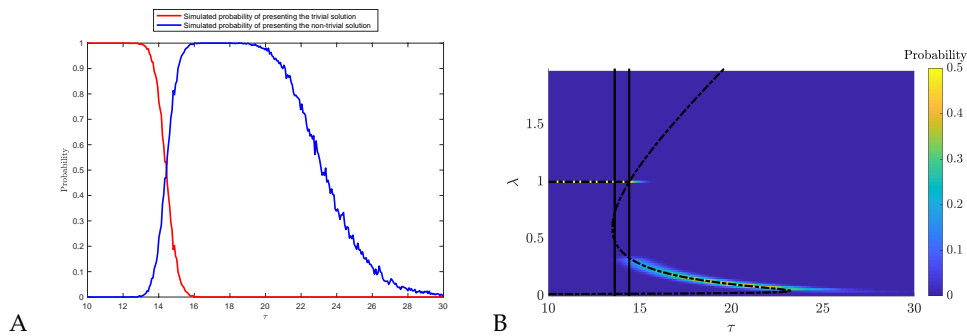 Simulated probability of presenting the trivial solution
Simulated probability of presenting the non-trivial solution
1
0.9
0.8
0.7
0.6
0.5
0.4
0.3
0.2
0.1
0
Probability
10 12 14 16 18 20 22 24 26 28 30
τ
A
Probability
1.5
1
0.5
0
λ
10 15 20 25 30
τ
0.5
0.4
0.3
0.2
0.1
0
B